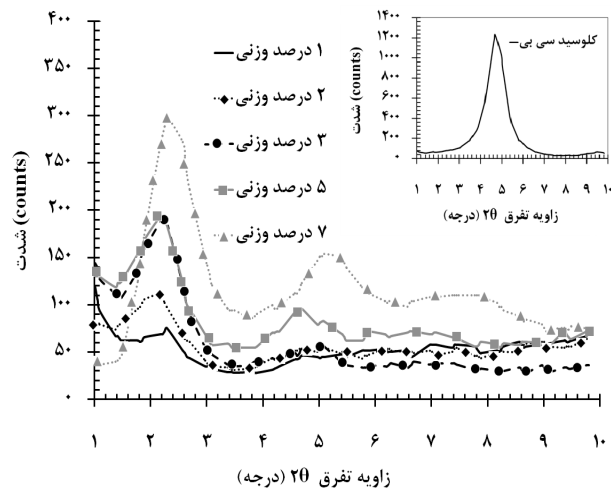 ۴۰۰
۳۵۰
۳۰۰
۲۵۰
۲۰۰
۱۵۰
۱۰۰
۵۰
۰
شدت (counts)
۱ ۲ ۳ ۴ ۵ ۶ ۷ ۸ ۹ ۱۰
زاویه تفرق ۲θ (درجه)
۱ درصد وزنی
۲ درصد وزنی
۳ درصد وزنی
۵ درصد وزنی
۷ درصد وزنی
۱۴۰۰
۱۲۰۰
۱۰۰۰
۸۰۰
۶۰۰
۴۰۰
۲۰۰
۰
شدت (counts)
کلوسید سی بی
۱ ۲ ۳ ۴ ۵ ۶ ۷ ۸ ۹ ۱۰
زاویه تفرق ۲θ (درجه)